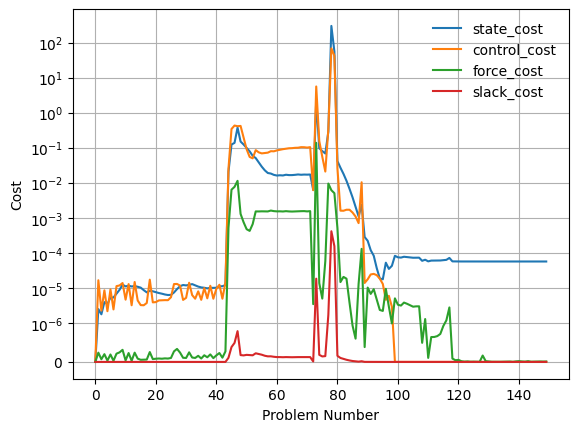 state_cost
control_cost
force_cost
slack_cost
10²
10¹
10⁰
10⁻¹
10⁻²
10⁻³
10⁻⁴
10⁻⁵
10⁻⁶
0
Cost
0 20 40 60 80 100 120 140
Problem Number